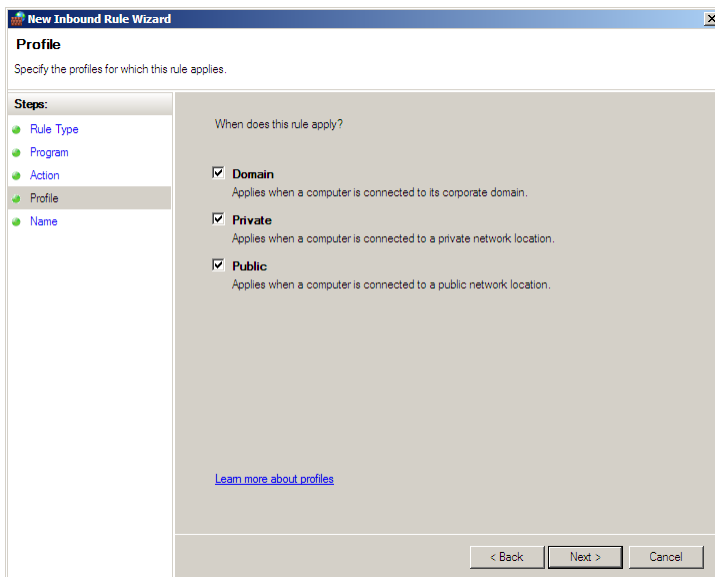 New Inbound Rule Wizard
Profile
Specify the profiles for which this rule applies.
Steps:
Rule Type
Program
Action
Profile
Name
When does this rule apply?
Domain
Applies when a computer is connected to its corporate domain.
Private
Applies when a computer is connected to a private network location.
Public
Applies when a computer is connected to a public network location.
Learn more about profiles
< Back
Next >
Cancel